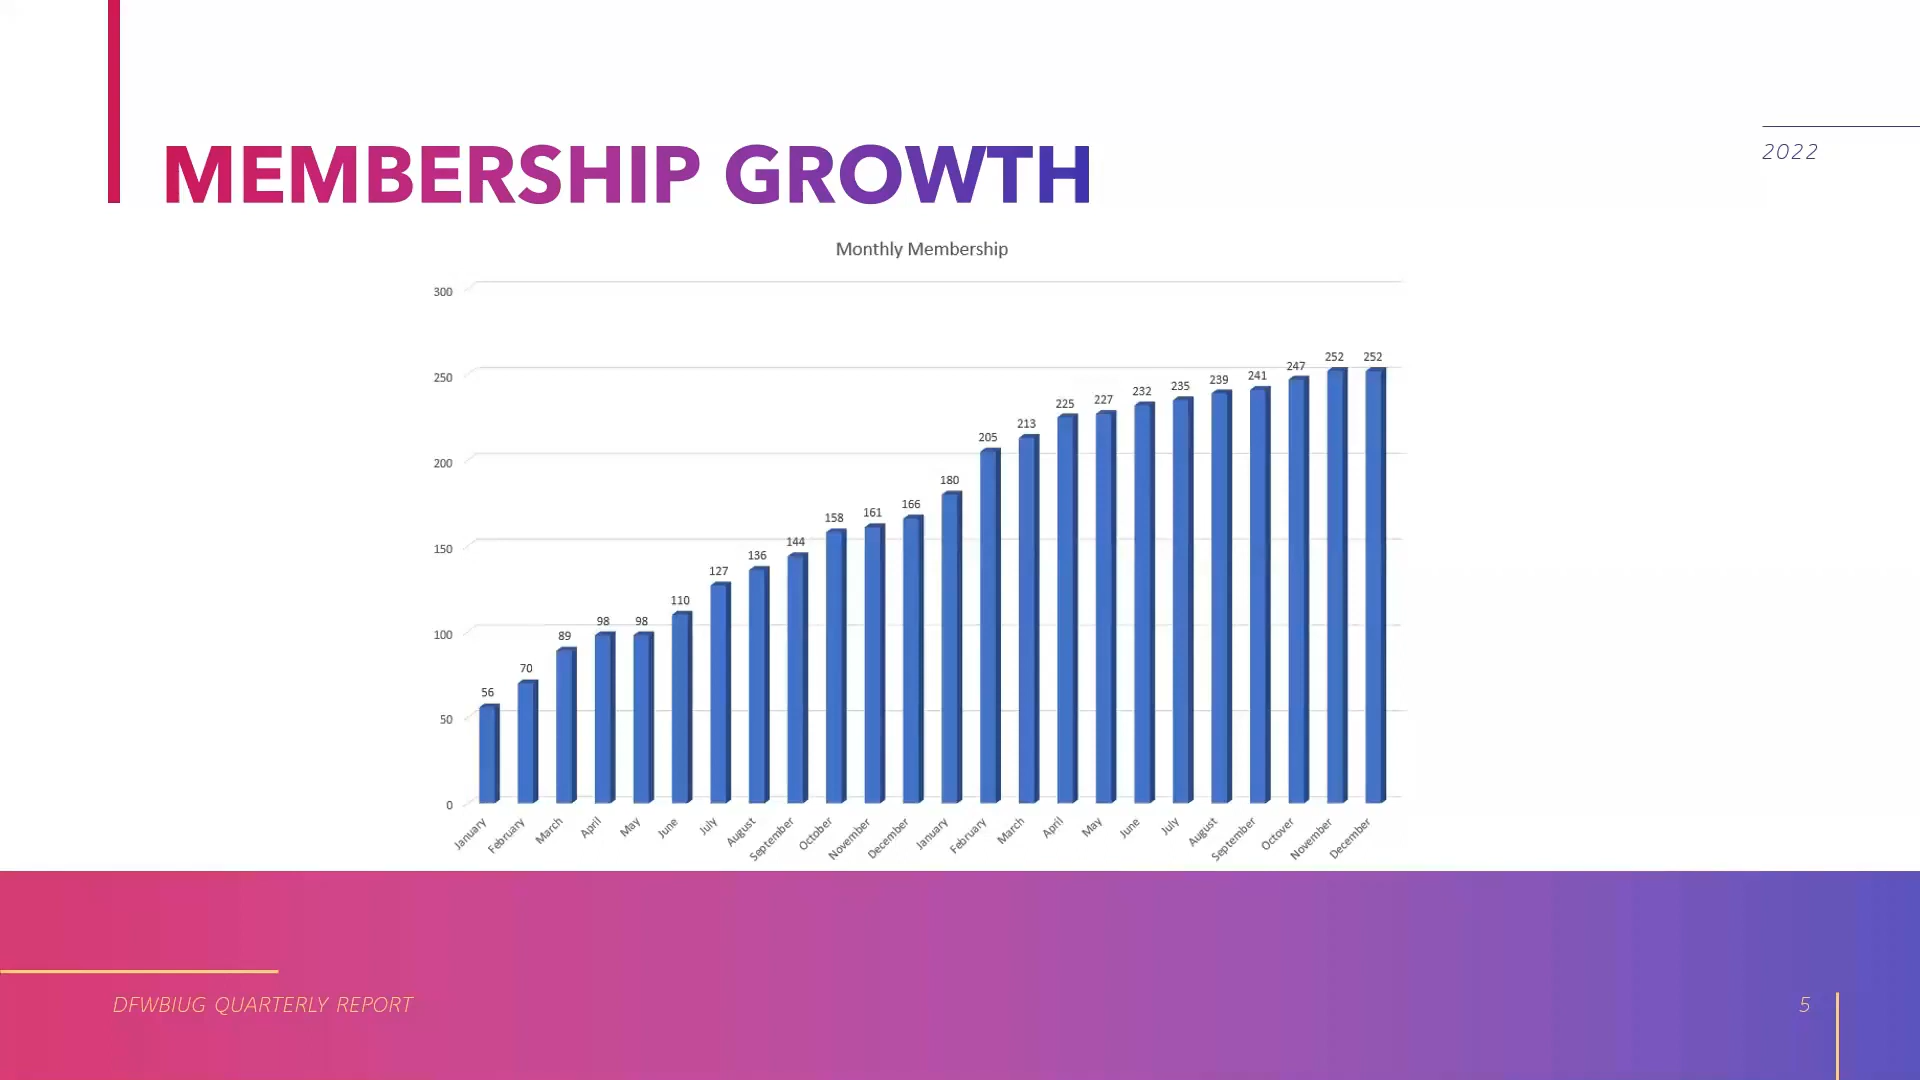 MEMBERSHIP GROWTH
2022
Monthly Membership
300
250
200
150
100
50
0
56
70
89
98
98
110
127
136
144
158
161
166
180
205
213
225
227
232
235
239
241
247
252
252
January
February
March
April
May
June
July
August
September
October
November
December
January
February
March
April
May
June
July
August
September
Octover
November
December
DFWBIUG QUARTERLY REPORT
5